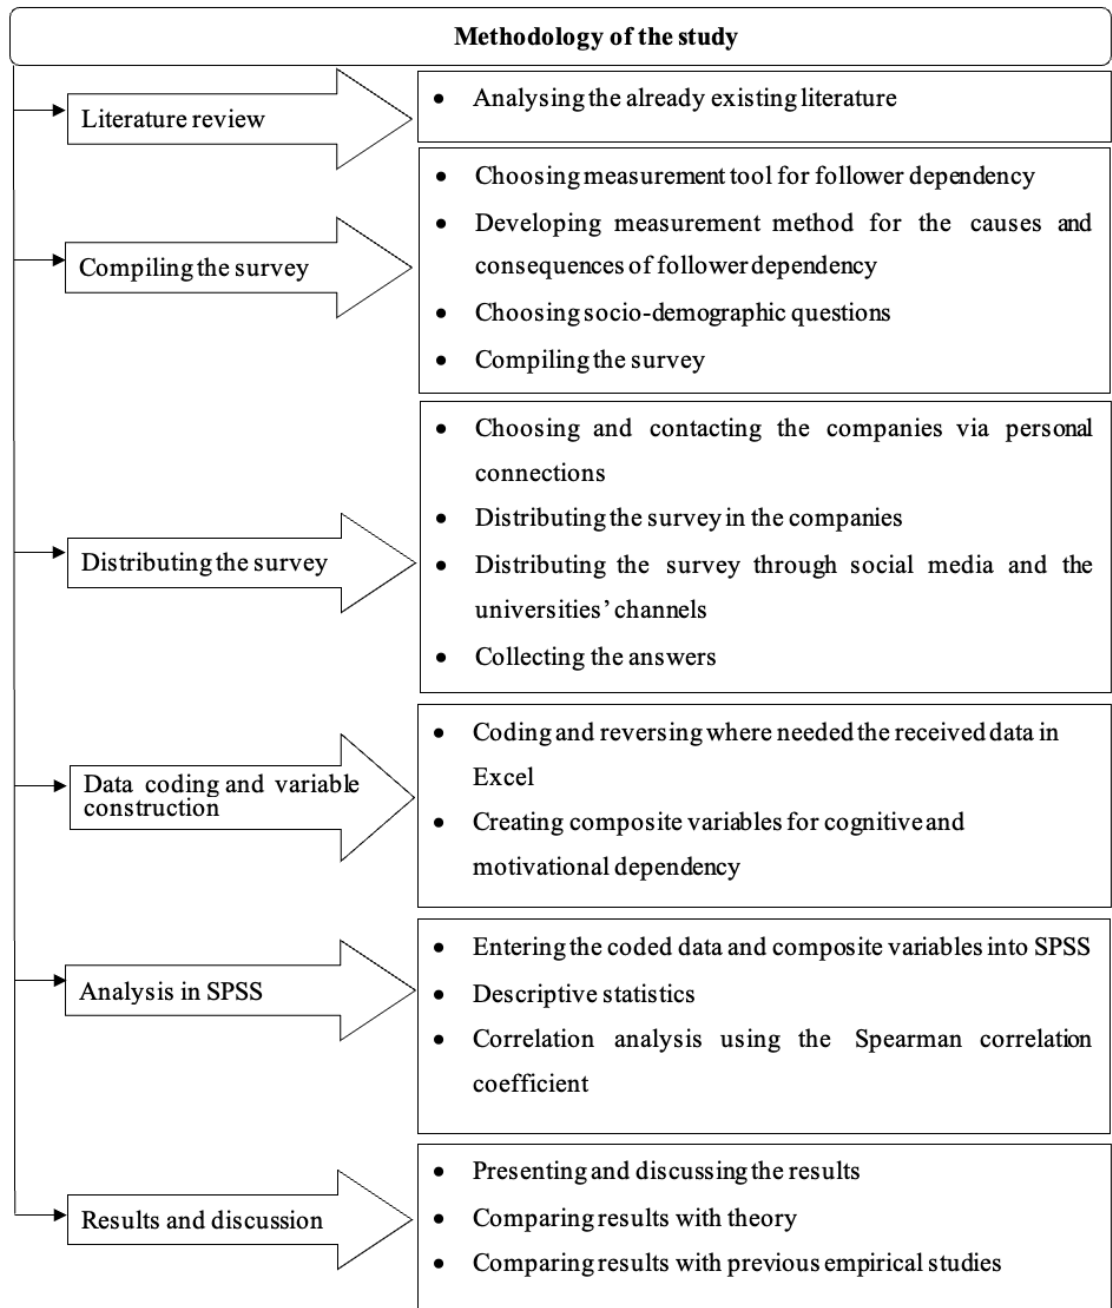 Methodology of the study
Literature review
• Analysing the already existing literature
Compiling the survey
• Choosing measurement tool for follower dependency
• Developing measurement method for the causes and
consequences of follower dependency
• Choosing socio-demographic questions
• Compiling the survey
Distributing the survey
• Choosing and contacting the companies via personal
connections
• Distributing the survey in the companies
• Distributing the survey through social media and the
universities’ channels
• Collecting the answers
Data coding and variable
construction
• Coding and reversing where needed the received data in
Excel
• Creating composite variables for cognitive and
motivational dependency
Analysis in SPSS
• Entering the coded data and composite variables into SPSS
• Descriptive statistics
• Correlation analysis using the Spearman correlation
coefficient
Results and discussion
• Presenting and discussing the results
• Comparing results with theory
• Comparing results with previous empirical studies